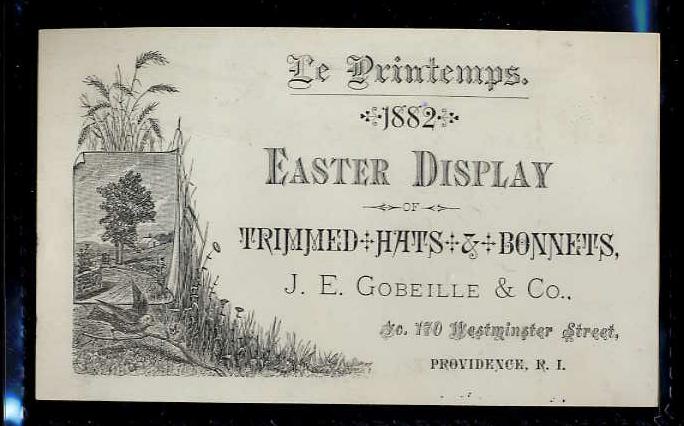 Le Printemps.
1882
EASTER DISPLAY
OF
TRIMMED HATS & BONNETS,
J. E. GOBEILLE & CO.,
No. 170 Westminster Street,
PROVIDENCE, R. I.